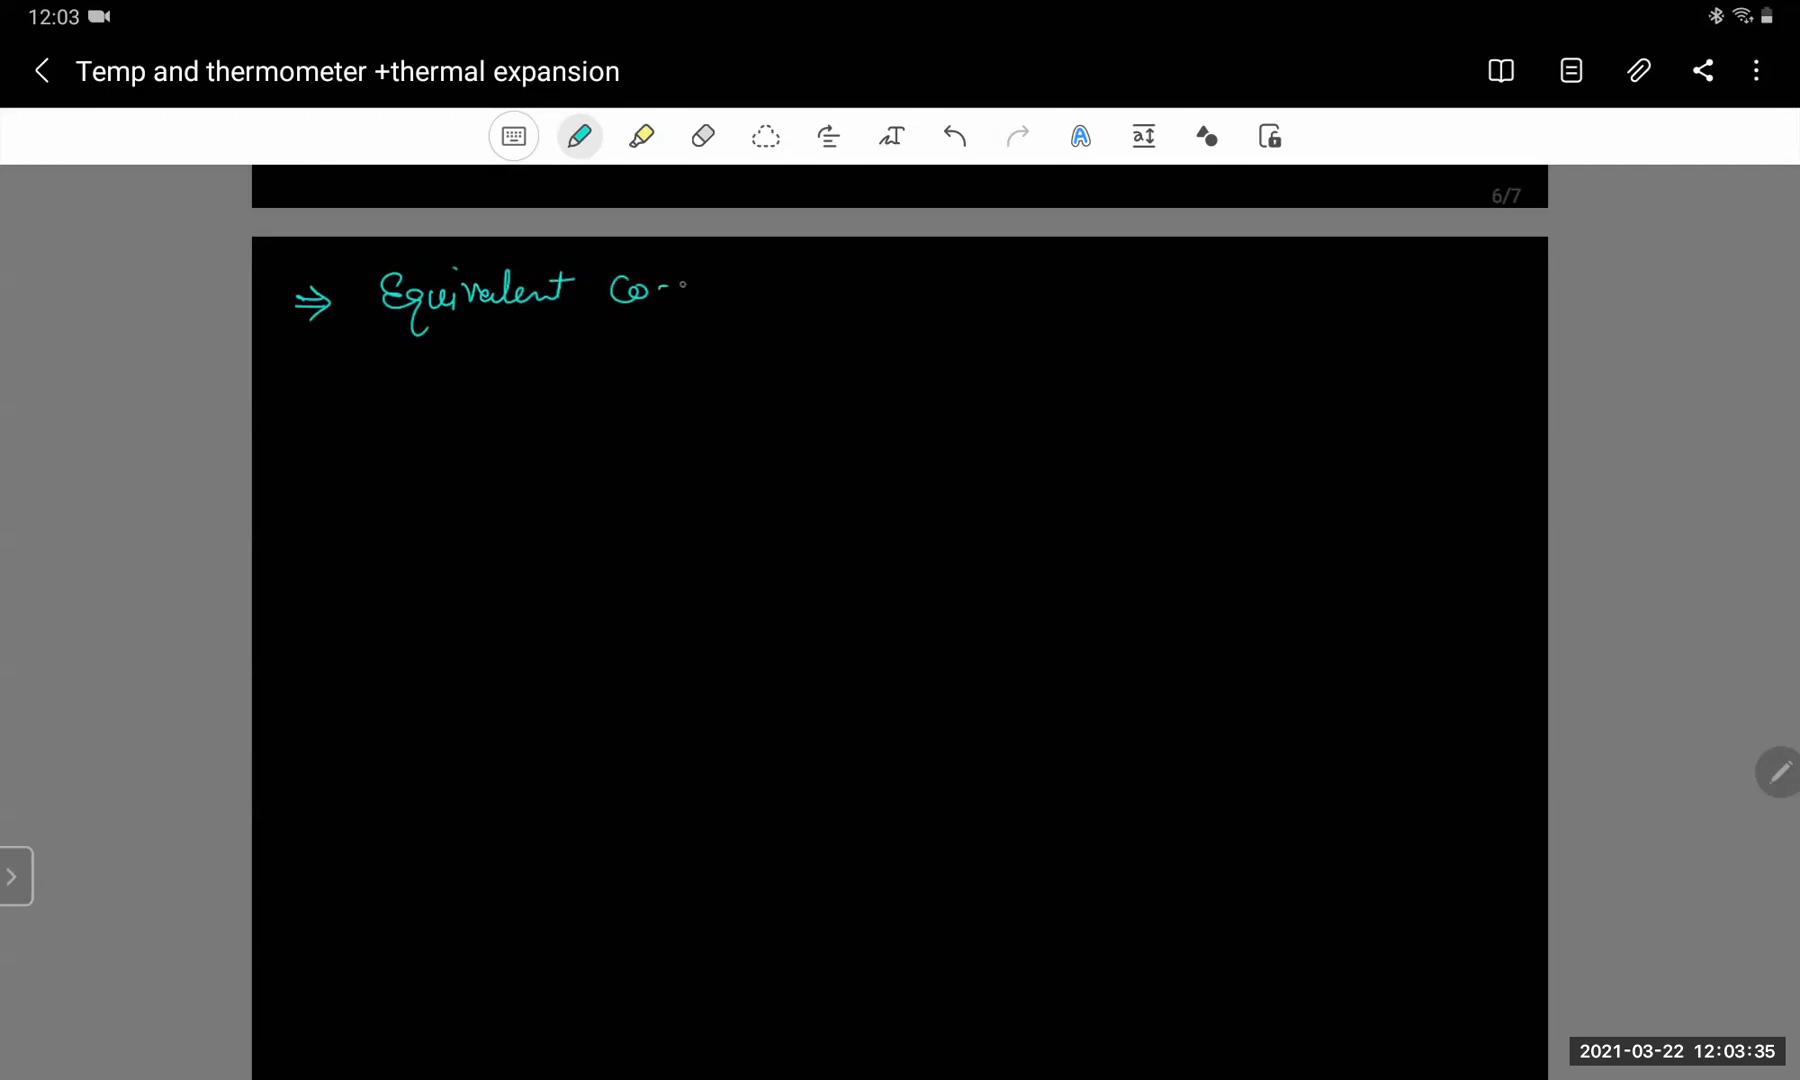 12:03
Temp and thermometer +thermal expansion
6/7
⇒ Equivalent Co-
2021-03-22 12:03:35